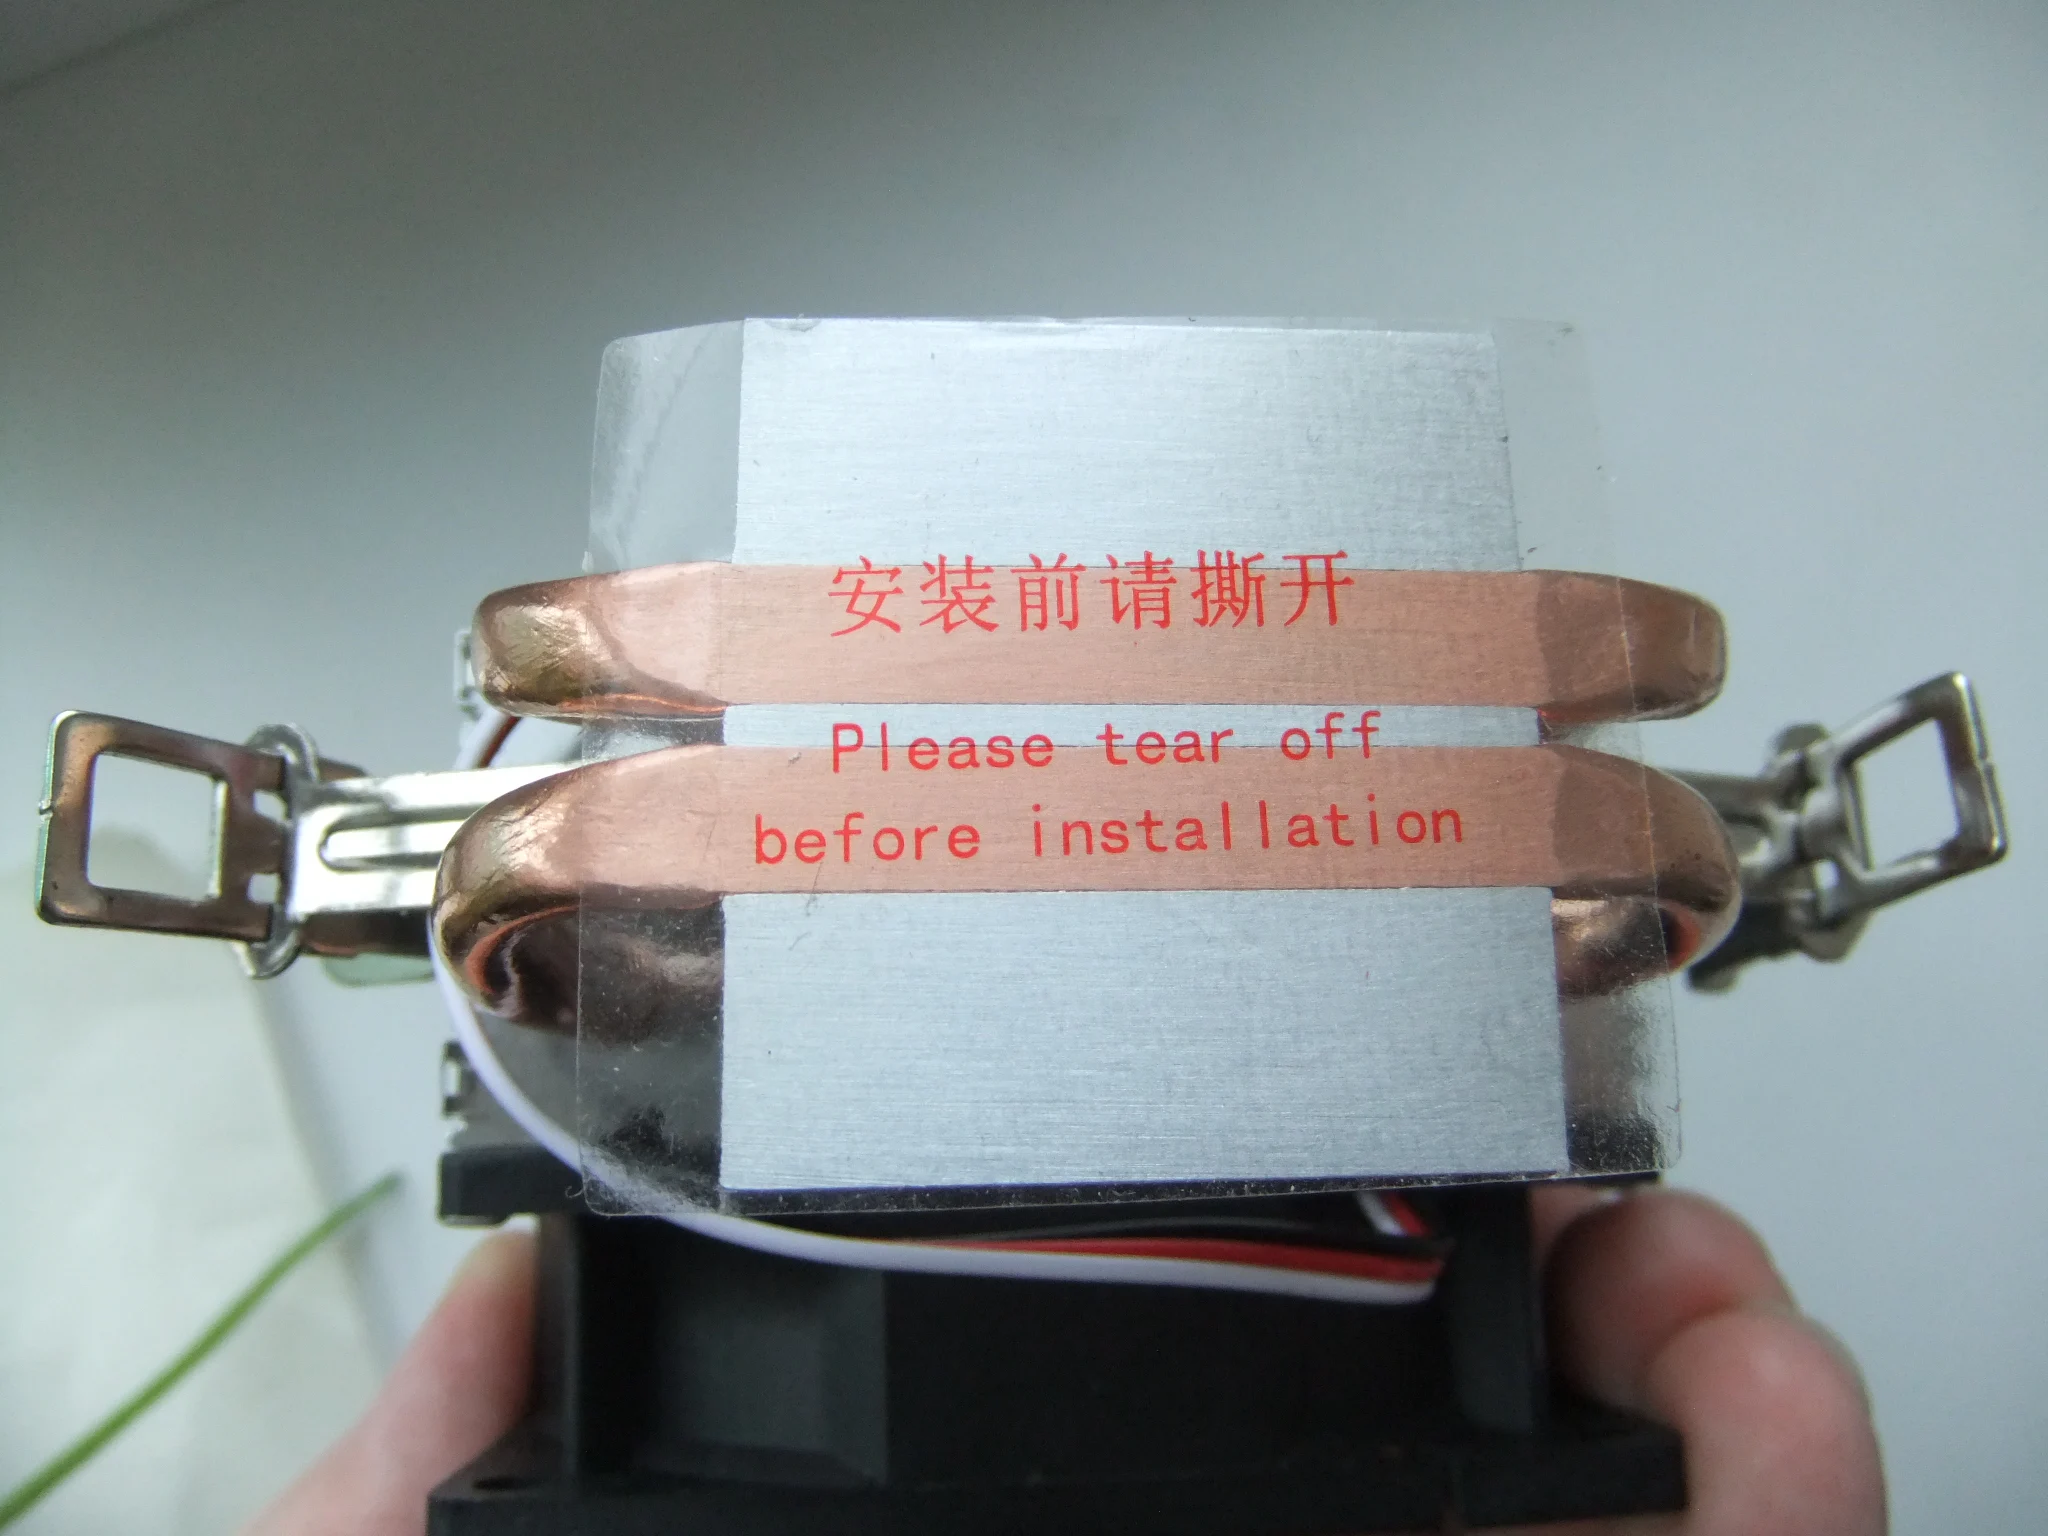 安装前请撕开
Please tear off
before installation